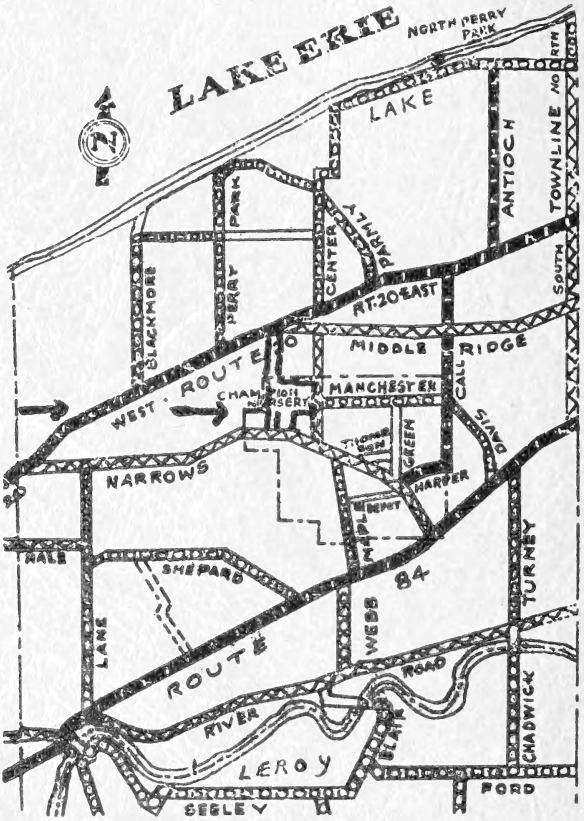 LAKE ERIE
NORTH PERRY
PARK
NORTH
N
LAKE
ANTIOCH
TOWNLINE
SOUTH
PARK
PERRY
PARMLY
CENTER
BLACKMORE
RT. 20 EAST
WEST · ROUTE
MIDDLE RIDGE
CHAMPION
NURSERY
MANCHESTER
CALL
DAVIS
THOMPSON
GREEN
NARROWS
HARPER
DEPOT
MAPLE
HALE
SHEPARD
LANE
ROUTE 84
WEBB
TURNEY
RIVER ROAD
CHADWICK
BLAIR
LEROY
SEELEY
FORD